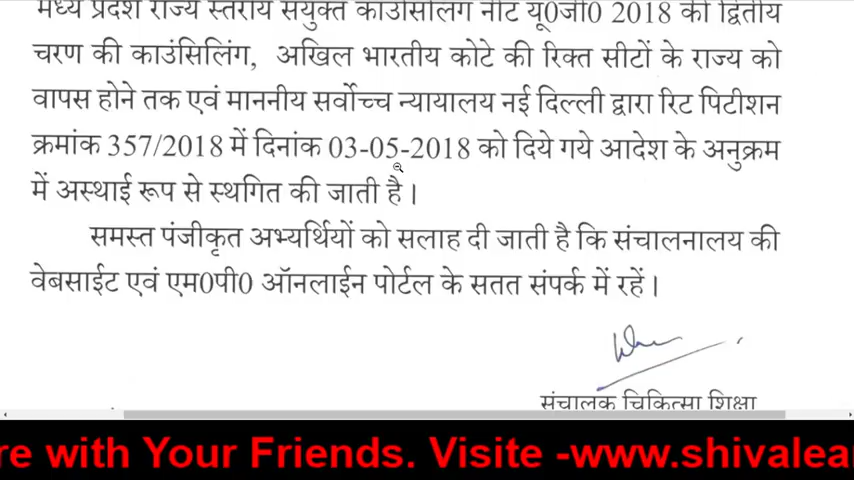 मध्य प्रदेश राज्य स्तरीय संयुक्त काउंसिलिंग नीट यू0जी0 2018 की द्वितीय
चरण की काउंसिलिंग, अखिल भारतीय कोटे की रिक्त सीटों के राज्य को
वापस होने तक एवं माननीय सर्वोच्च न्यायालय नई दिल्ली द्वारा रिट पिटीशन
क्रमांक 357/2018 में दिनांक 03-05-2018 को दिये गये आदेश के अनुक्रम
में अस्थाई रूप से स्थगित की जाती है।
समस्त पंजीकृत अभ्यर्थियों को सलाह दी जाती है कि संचालनालय की
वेबसाईट एवं एम0पी0 ऑनलाईन पोर्टल के सतत संपर्क में रहें।
संचालक चिकित्सा शिक्षा
re with Your Friends. Visite -www.shivalea